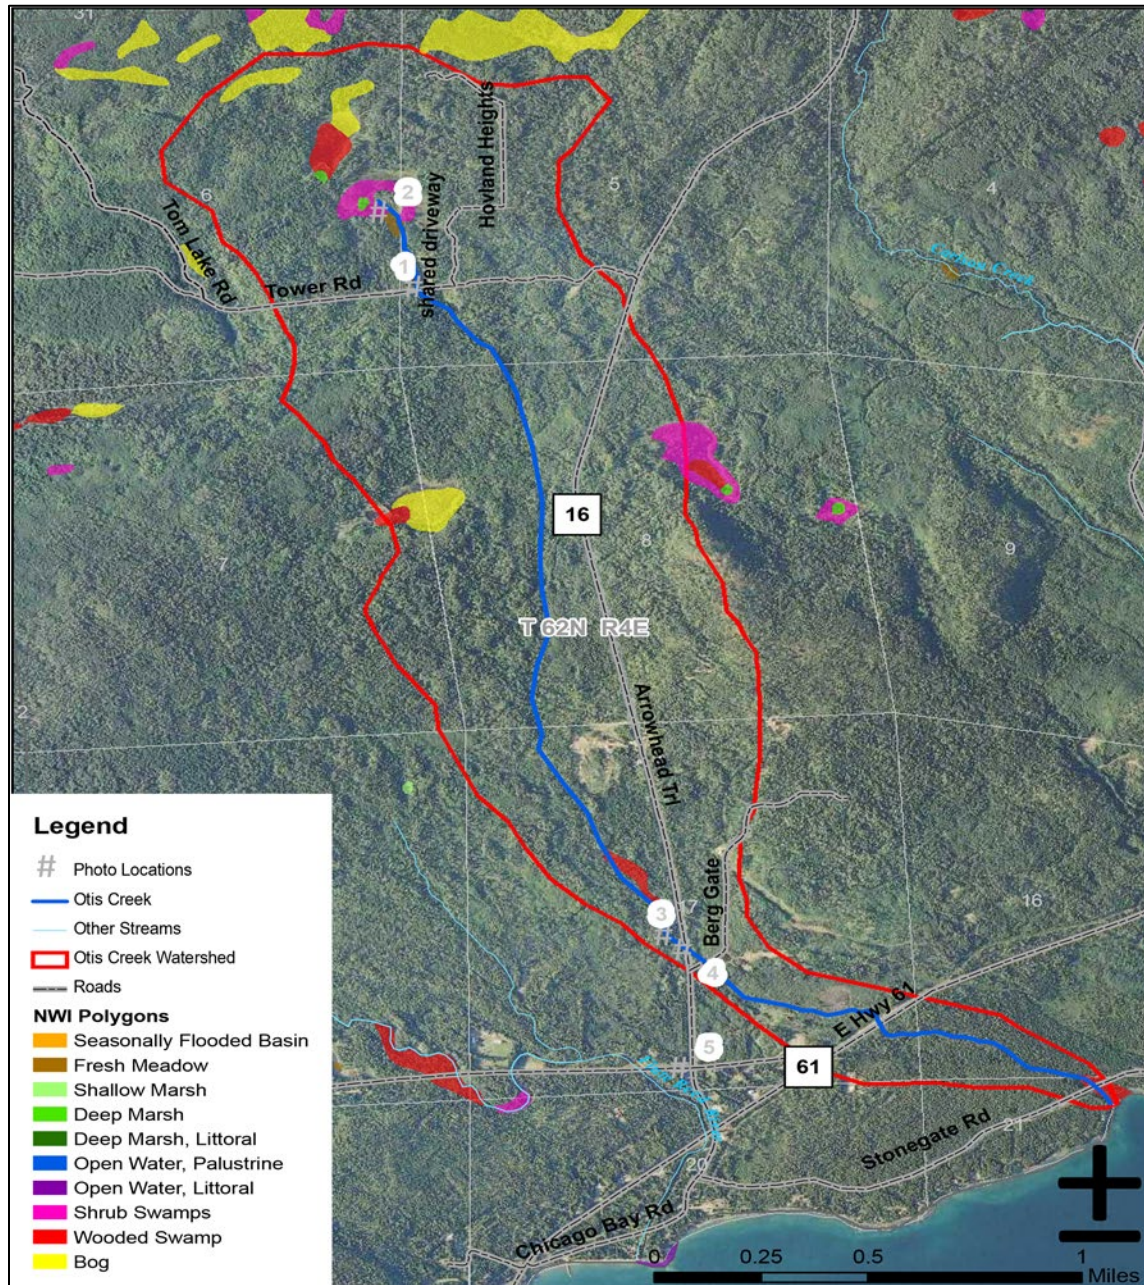 31
Hovland Heights
2
5
4
6
Tom Lake Rd
1
shared driveway
Tower Rd
16
8
9
7
T 62N R4E
2
Arrowhead Trl
3
17
Berg Gate
16
4
E Hwy 61
5
61
Stonegate Rd
21
20
Chicago Bay Rd
0 0.25 0.5 1
Miles
Legend
# Photo Locations
Otis Creek
Other Streams
Otis Creek Watershed
Roads
NWI Polygons
Seasonally Flooded Basin
Fresh Meadow
Shallow Marsh
Deep Marsh
Deep Marsh, Littoral
Open Water, Palustrine
Open Water, Littoral
Shrub Swamps
Wooded Swamp
Bog